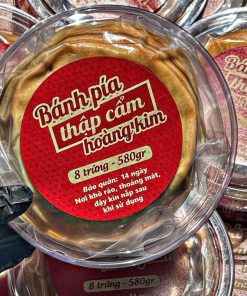 Bánh pía
thập cẩm
hoàng kim
8 trứng - 580gr
Bảo quản: 14 ngày
Nơi khô ráo, thoáng mát,
đậy kín nắp sau
khi sử dụng
8 trứng - 580gr